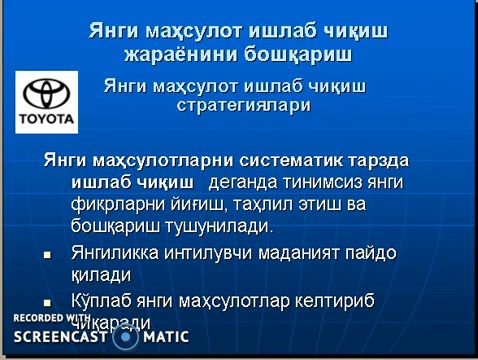 Янги маҳсулот ишлаб чиқиш
жараёнини бошқариш
Янги маҳсулот ишлаб чиқиш
стратегиялари
TOYOTA
Янги маҳсулотларни систематик тарзда
ишлаб чиқиш деганда тинимсиз янги
фикрларни йиғиш, таҳлил этиш ва
бошқариш тушунилади.
Янгиликка интилувчи маданият пайдо
қилади
Кўплаб янги маҳсулотлар келтириб
чиқаради
RECORDED WITH
SCREENCAST MATIC